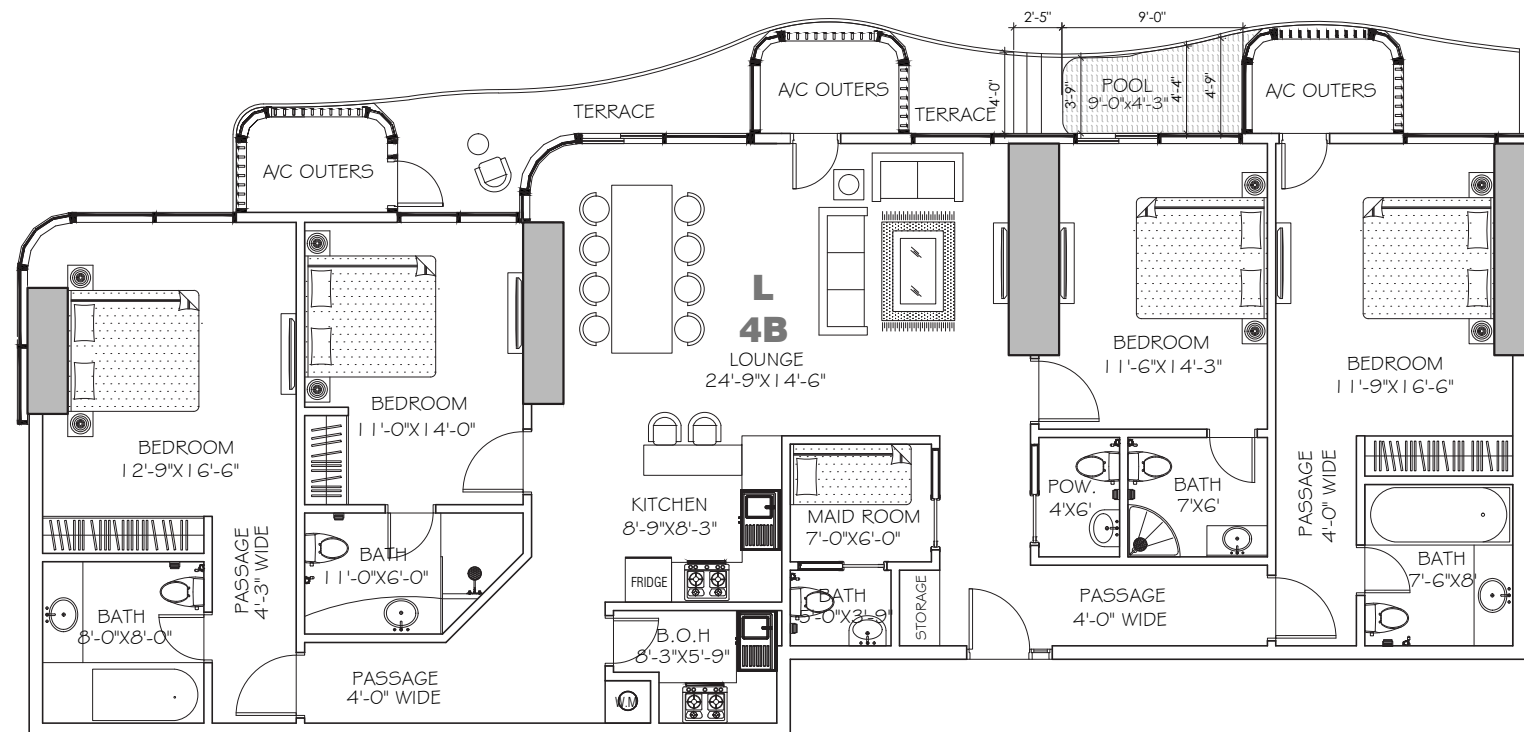 2'-5"
9'-0"
A/C OUTERS
TERRACE
TERRACE
4'-0"
3'-9"
POOL
9'-0"x4'-3"
4'-4"
4'-9"
A/C OUTERS
A/C OUTERS
L
4B
LOUNGE
24'-9"X14'-6"
BEDROOM
11'-6"X14'-3"
BEDROOM
11'-9"X16'-6"
BEDROOM
11'-0"X14'-0"
BEDROOM
12'-9"X16'-6"
KITCHEN
8'-9"X8'-3"
FRIDGE
MAID ROOM
7'-0"X6'-0"
POW.
4'X6'
BATH
7'X6'
PASSAGE
4'-0" WIDE
BATH
7'-6"X8'
PASSAGE
4'-3" WIDE
BATH
11'-0"X6'-0"
BATH
8'-0"X8'-0"
BATH
5'-0"X3'-9"
STORAGE
PASSAGE
4'-0" WIDE
B.O.H
8'-3"X5'-9"
PASSAGE
4'-0" WIDE
W.M